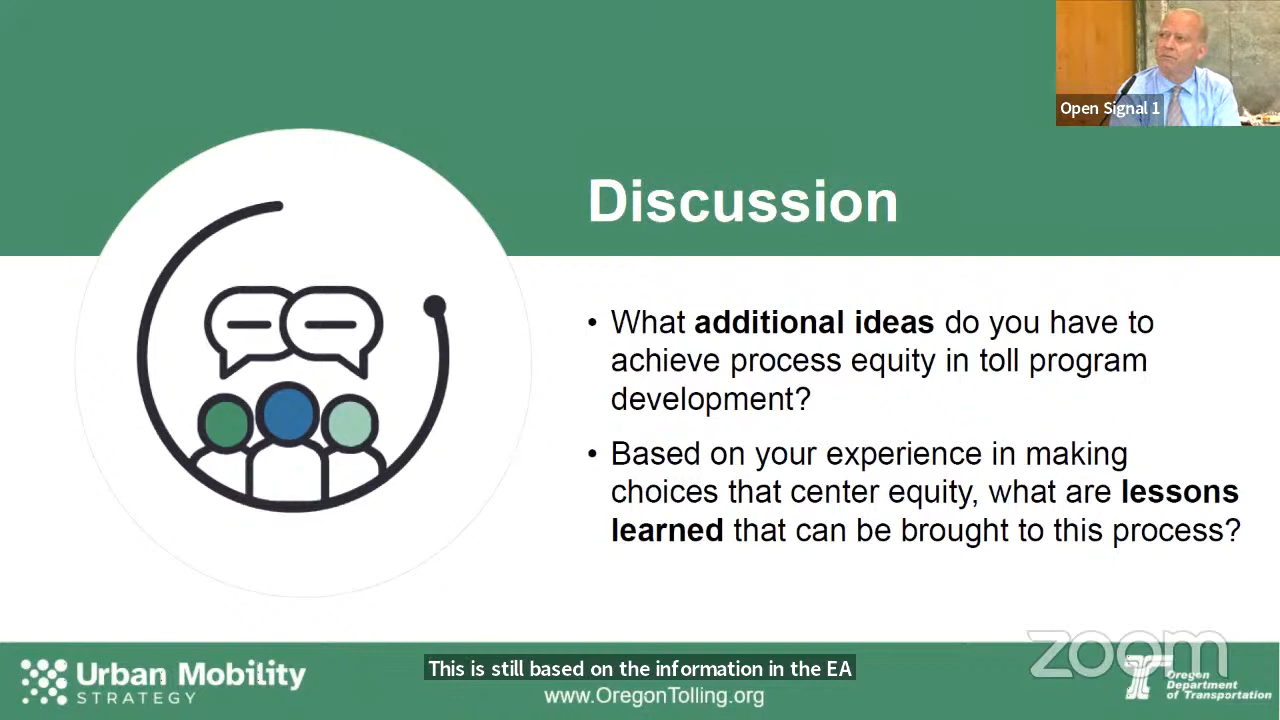 Open Signal 1
Discussion
• What additional ideas do you have to
achieve process equity in toll program
development?
• Based on your experience in making
choices that center equity, what are lessons
learned that can be brought to this process?
zoom
Urban Mobility
STRATEGY
This is still based on the information in the EA
www.OregonTolling.org
Oregon
Department
of Transportation